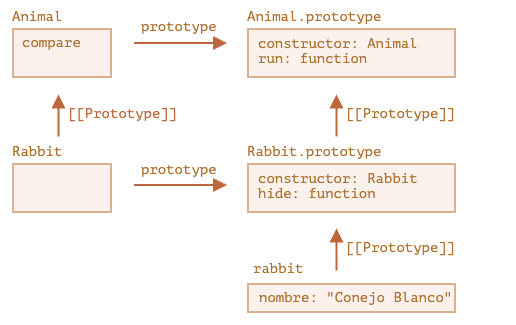 Animal
Animal.prototype
prototype
compare
constructor: Animal
run: function
[[Prototype]]
[[Prototype]]
Rabbit
Rabbit.prototype
prototype
constructor: Rabbit
hide: function
[[Prototype]]
rabbit
nombre: "Conejo Blanco"